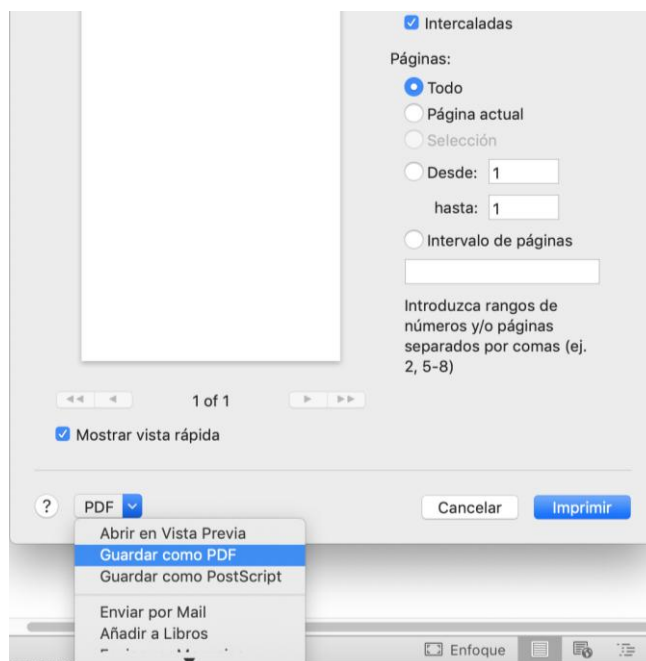 Intercaladas
Páginas:
Todo
Página actual
Selección
Desde: 1
hasta: 1
Intervalo de páginas
Introduzca rangos de
números y/o páginas
separados por comas (ej.
2, 5-8)
1 of 1
Mostrar vista rápida
? PDF Cancelar Imprimir
Abrir en Vista Previa
Guardar como PDF
Guardar como PostScript
Enviar por Mail
Añadir a Libros
Enfoque